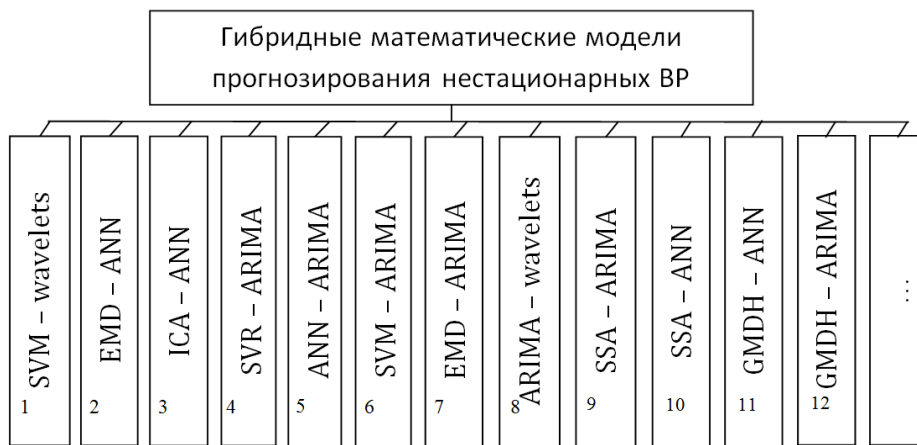 Гибридные математические модели
прогнозирования нестационарных ВР
SVM – wavelets
1
EMD – ANN
2
ICA – ANN
3
SVR – ARIMA
4
ANN – ARIMA
5
SVM – ARIMA
6
EMD – ARIMA
7
ARIMA – wavelets
8
SSA – ARIMA
9
SSA – ANN
10
GMDH – ANN
11
GMDH – ARIMA
12
...